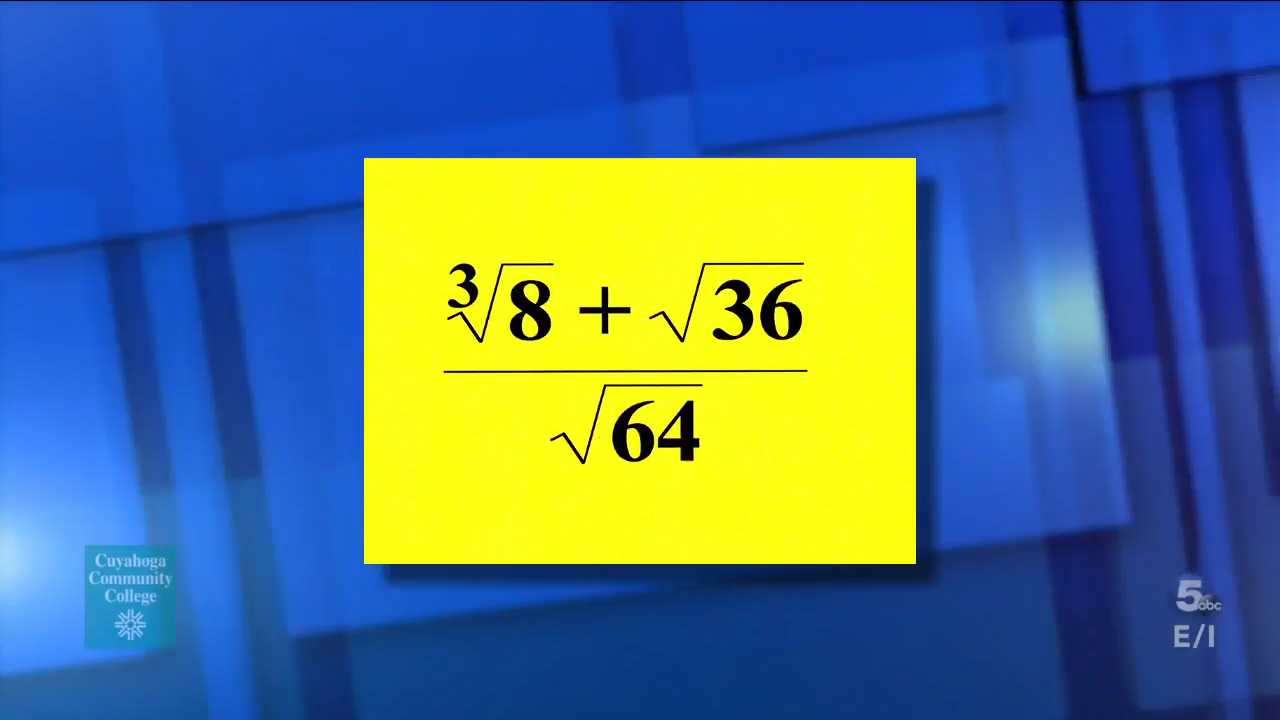 ∛8 + √36
√64
Cuyahoga
Community
College
5abc
E/I